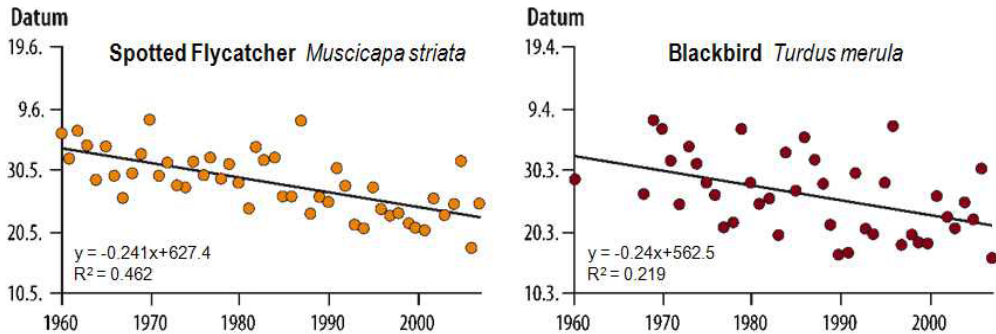 Datum
19.6.
Spotted Flycatcher Muscicapa striata
9.6.
30.5.
20.5.
y = -0.241x+627.4
R² = 0.462
10.5.
1960 1970 1980 1990 2000
Datum
19.4.
Blackbird Turdus merula
9.4.
30.3.
20.3.
y = -0.24x+562.5
R² = 0.219
10.3.
1960 1970 1980 1990 2000